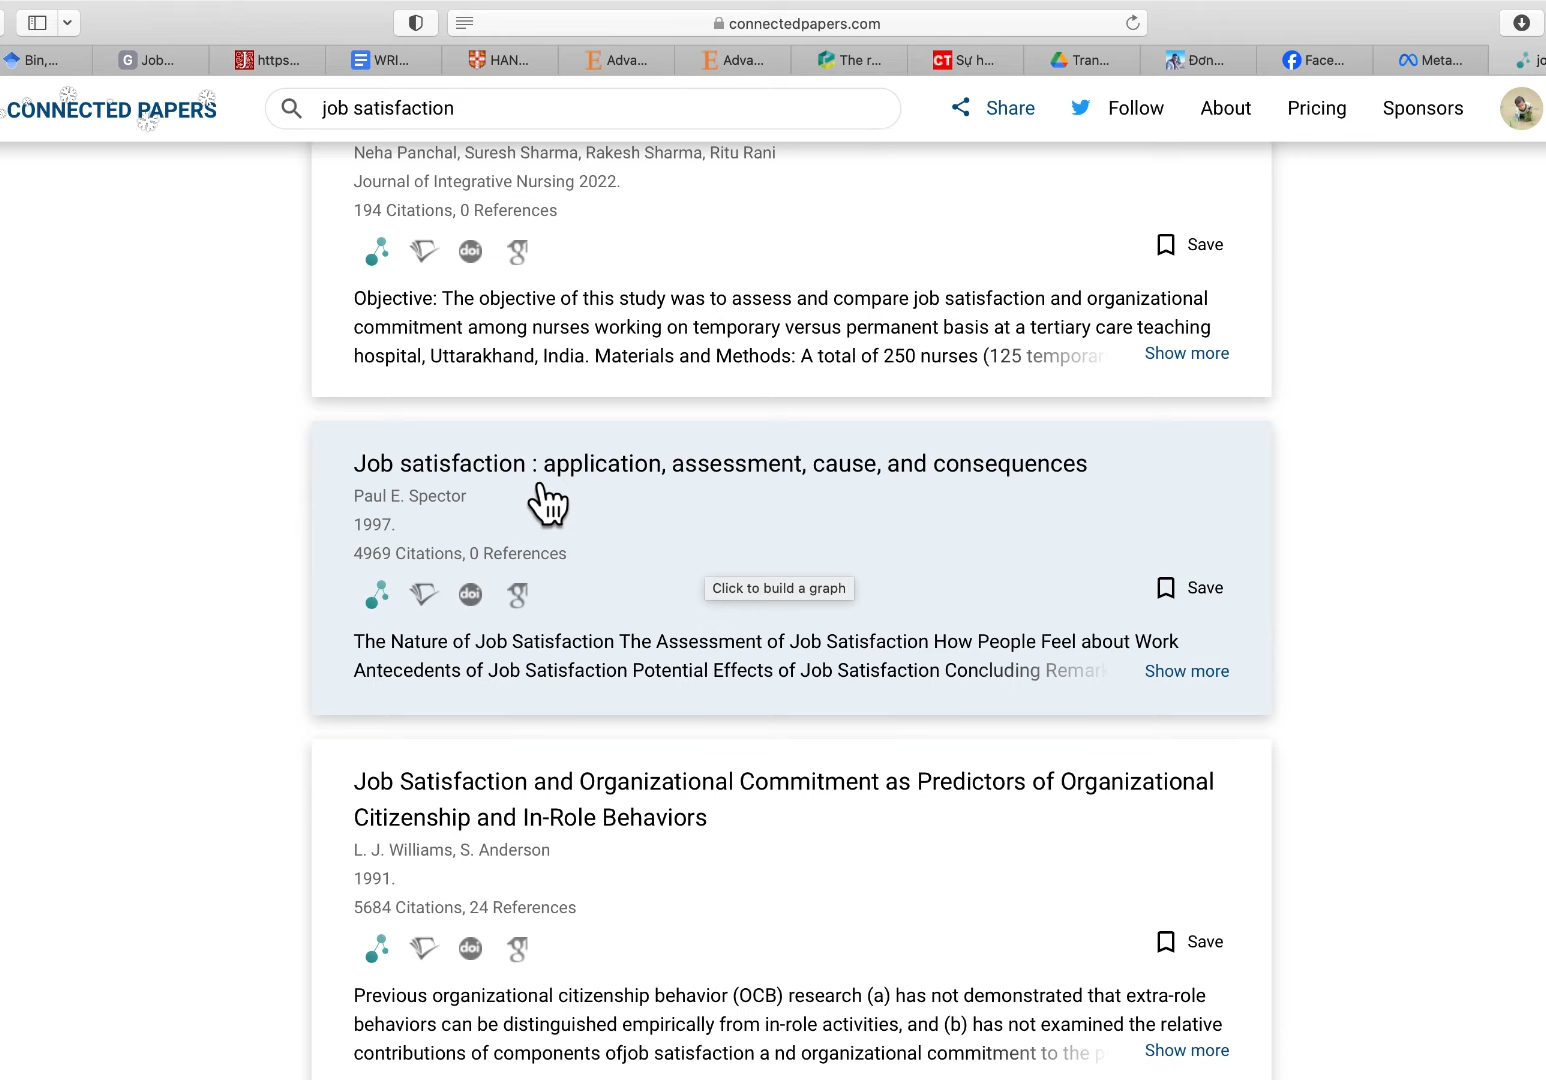 connectedpapers.com
Bin,...
G Job...
https...
WRI...
HAN...
E Adva...
E Adva...
The r...
CT Sự h...
Tran...
Đơn...
Face...
Meta...
jo
CONNECTED PAPERS
job satisfaction
Share
Follow
About
Pricing
Sponsors
Neha Panchal, Suresh Sharma, Rakesh Sharma, Ritu Rani
Journal of Integrative Nursing 2022.
194 Citations, 0 References
doi
Save
Objective: The objective of this study was to assess and compare job satisfaction and organizational
commitment among nurses working on temporary versus permanent basis at a tertiary care teaching
hospital, Uttarakhand, India. Materials and Methods: A total of 250 nurses (125 temporar
Show more
Job satisfaction : application, assessment, cause, and consequences
Paul E. Spector
1997.
4969 Citations, 0 References
doi
Click to build a graph
Save
The Nature of Job Satisfaction The Assessment of Job Satisfaction How People Feel about Work
Antecedents of Job Satisfaction Potential Effects of Job Satisfaction Concluding Remark
Show more
Job Satisfaction and Organizational Commitment as Predictors of Organizational
Citizenship and In-Role Behaviors
L. J. Williams, S. Anderson
1991.
5684 Citations, 24 References
doi
Save
Previous organizational citizenship behavior (OCB) research (a) has not demonstrated that extra-role
behaviors can be distinguished empirically from in-role activities, and (b) has not examined the relative
contributions of components ofjob satisfaction a nd organizational commitment to the p
Show more